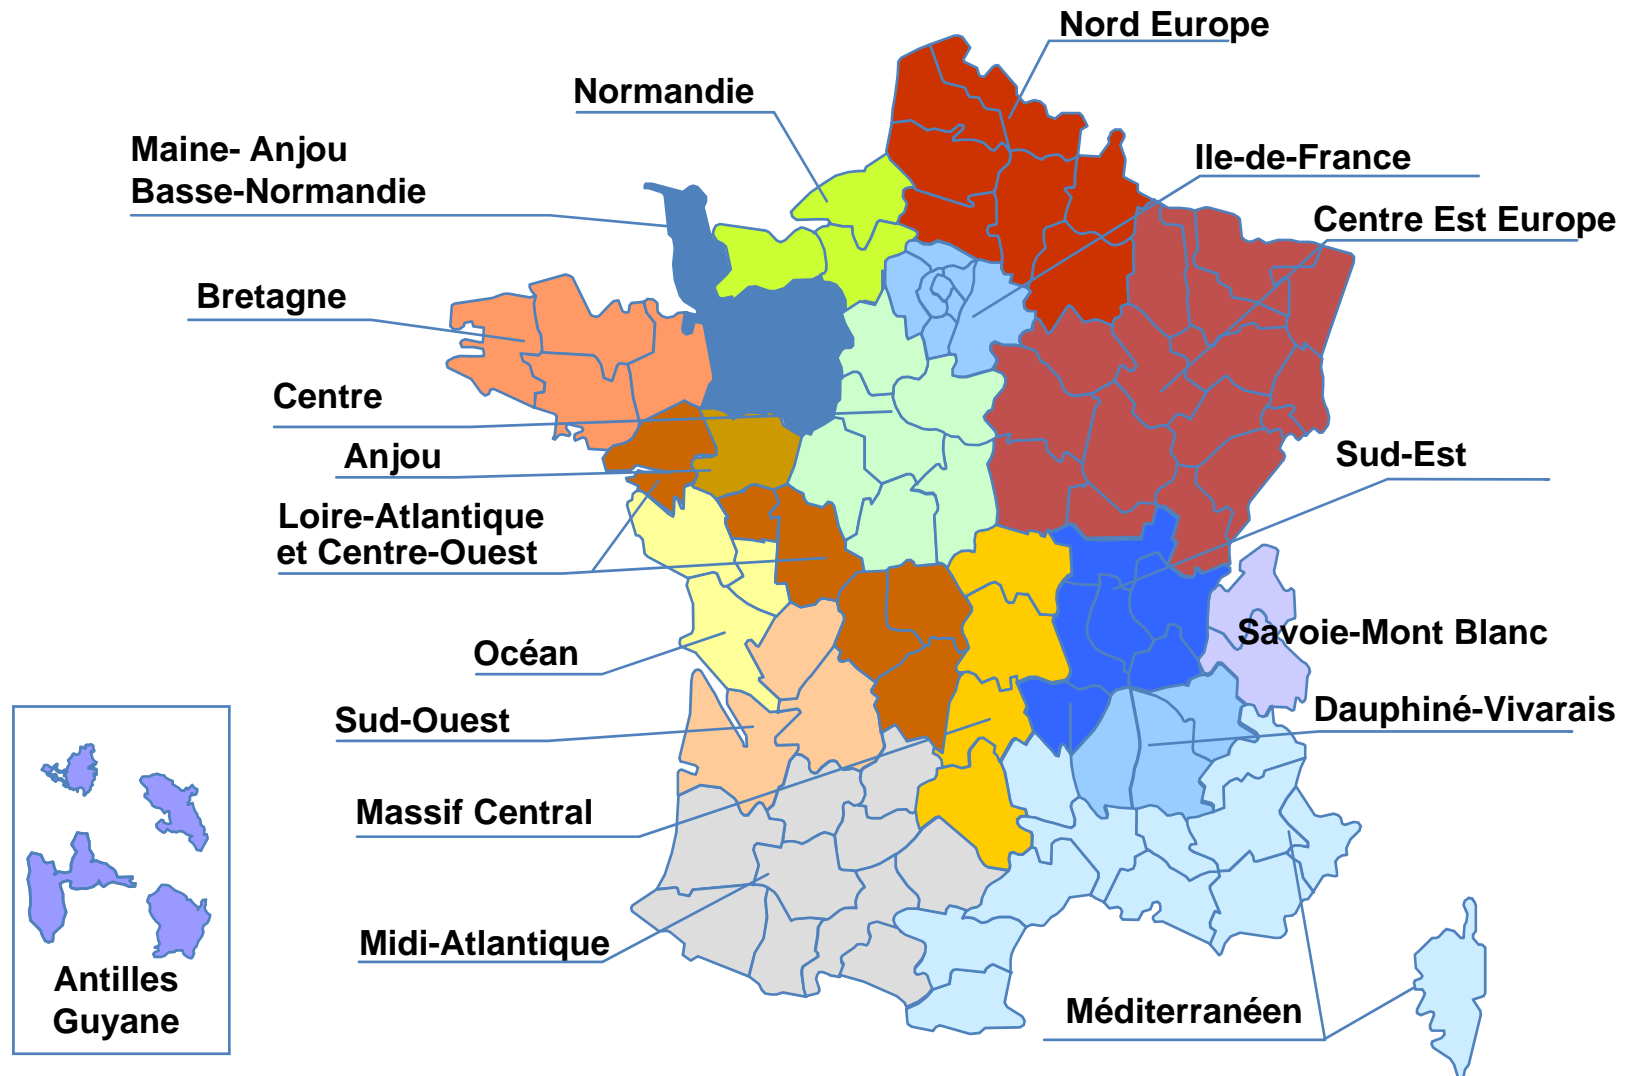 Nord Europe
Normandie
Maine- Anjou
Basse-Normandie
Ile-de-France
Centre Est Europe
Bretagne
Centre
Anjou
Sud-Est
Loire-Atlantique
et Centre-Ouest
Savoie-Mont Blanc
Océan
Sud-Ouest
Dauphiné-Vivarais
Massif Central
Midi-Atlantique
Antilles
Guyane
Méditerranéen